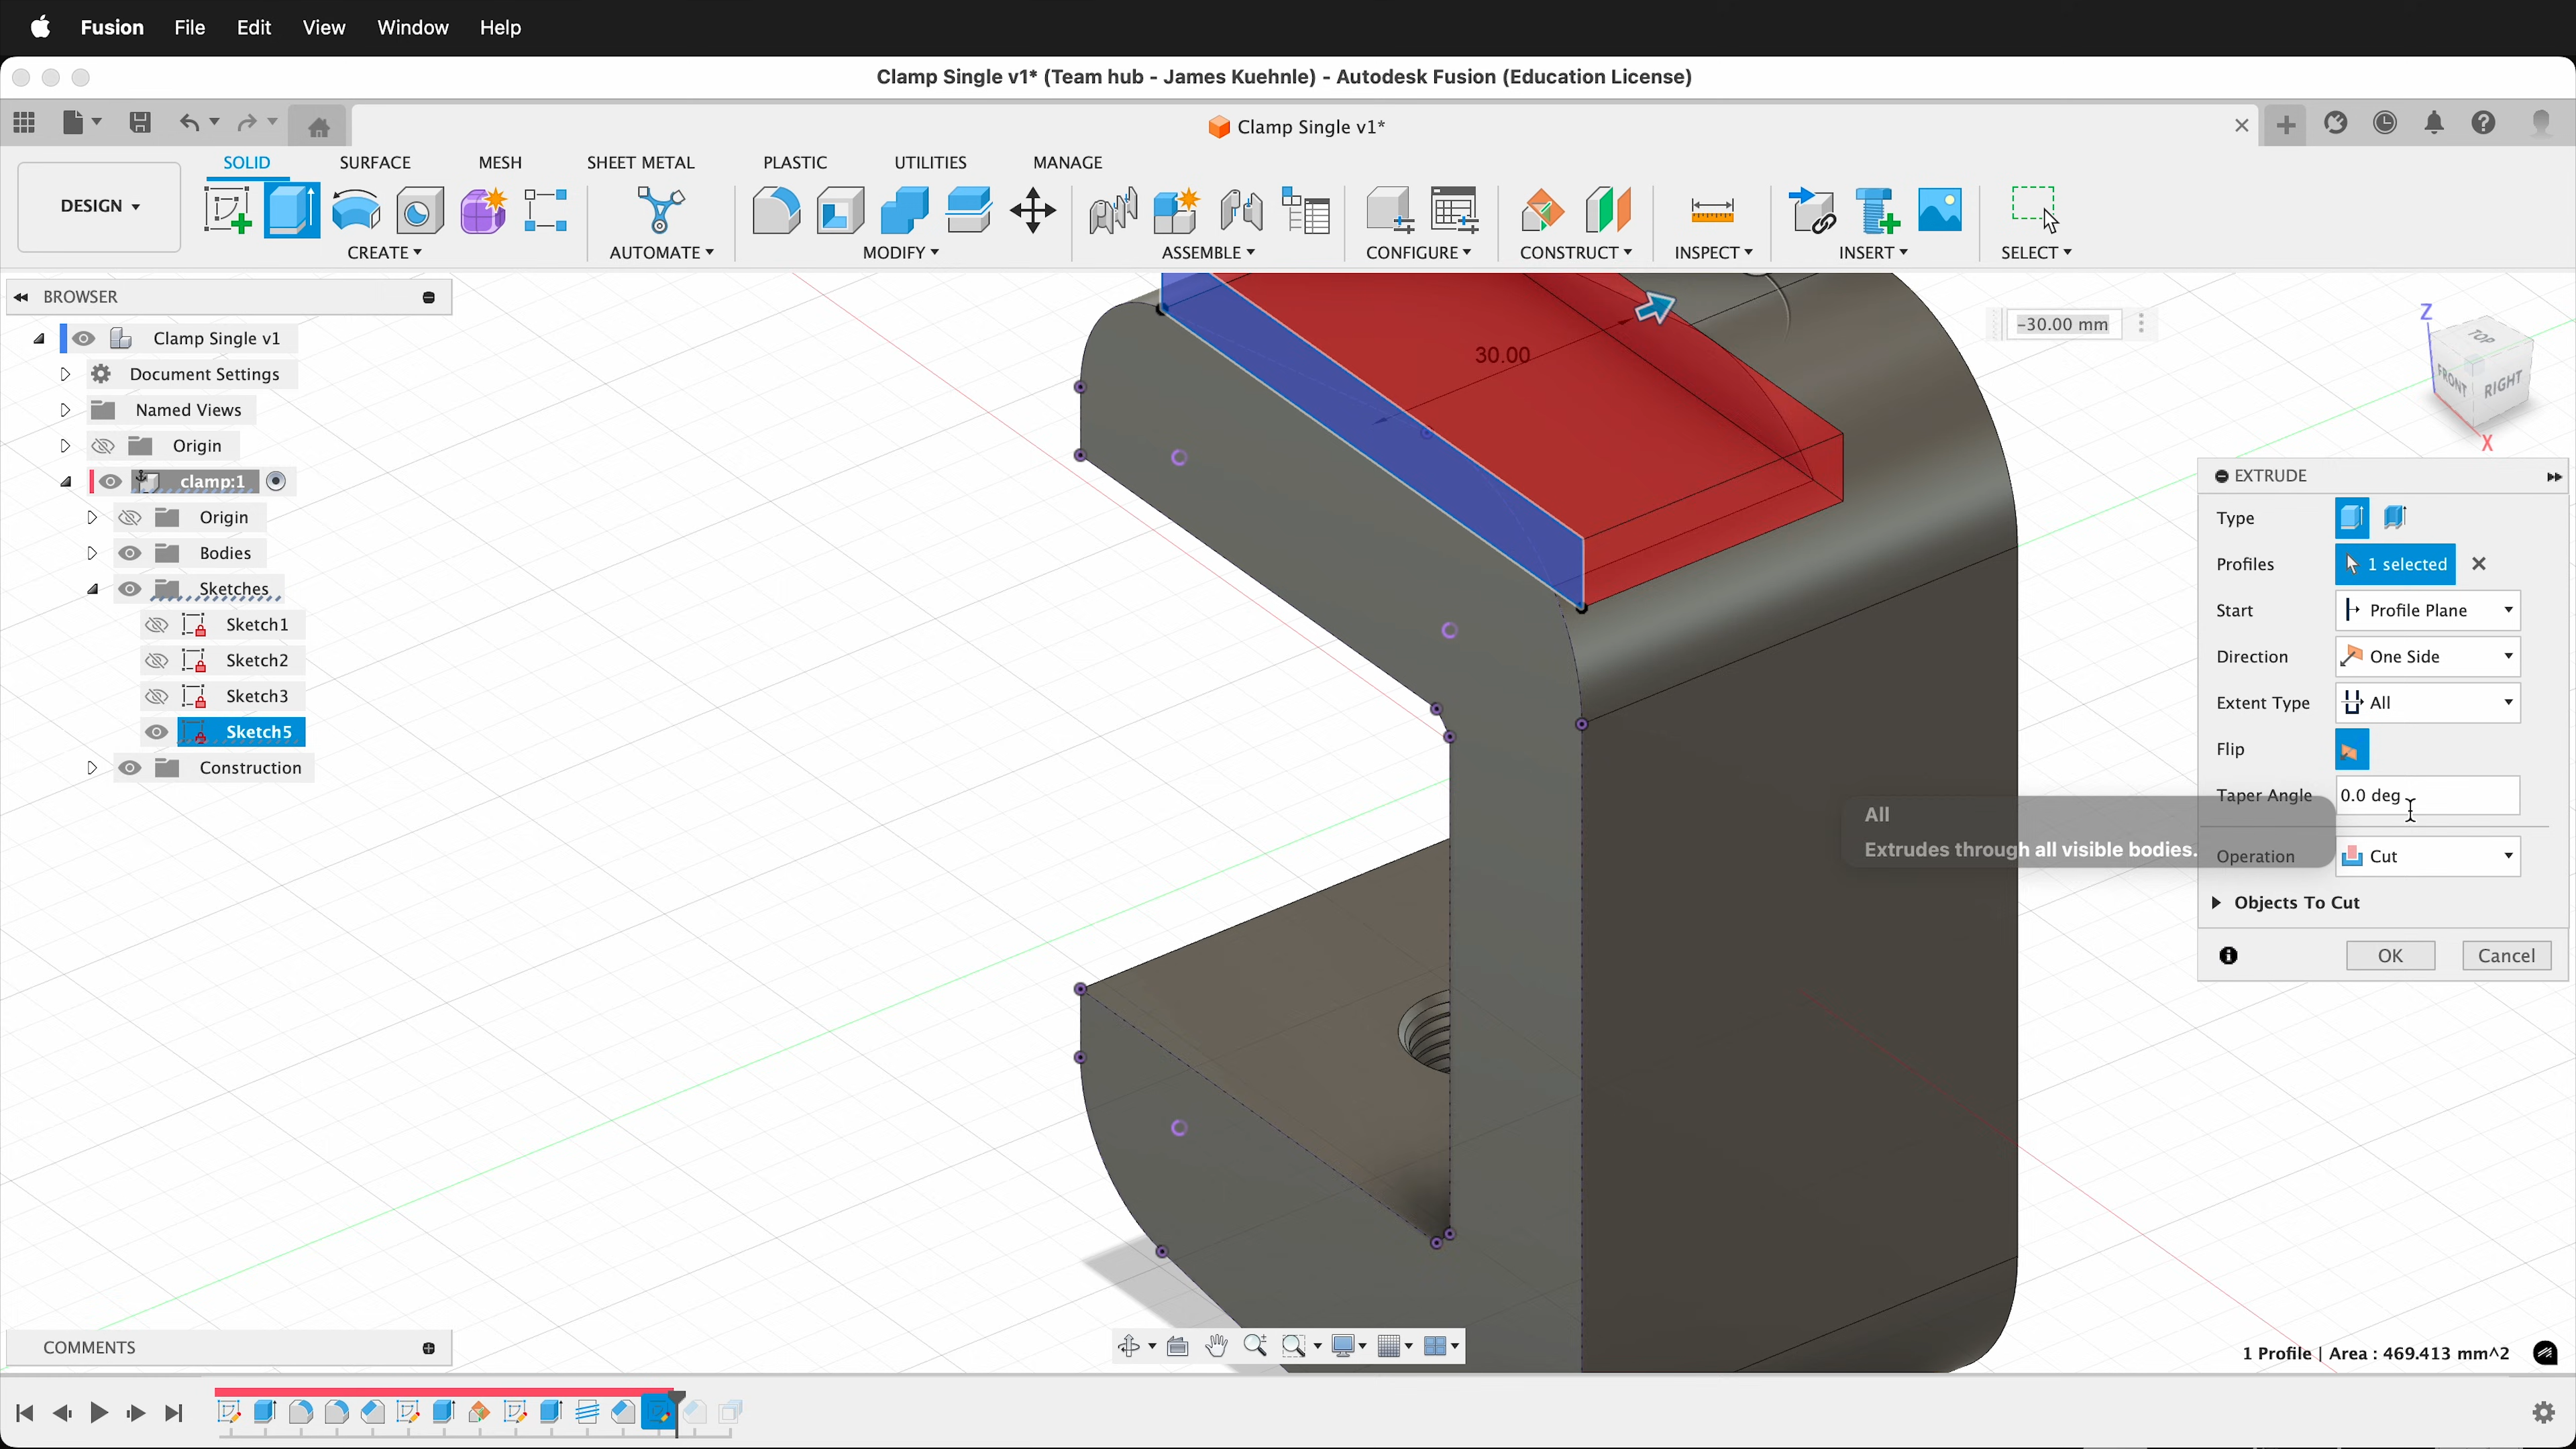 Fusion File Edit View Window Help
Clamp Single v1* (Team hub - James Kuehnle) - Autodesk Fusion (Education License)
Clamp Single v1*
SOLID SURFACE MESH SHEET METAL PLASTIC UTILITIES MANAGE
DESIGN
CREATE AUTOMATE MODIFY ASSEMBLE CONFIGURE CONSTRUCT INSPECT INSERT SELECT
BROWSER
Clamp Single v1
Document Settings
Named Views
Origin
clamp:1
Origin
Bodies
Sketches
Sketch1
Sketch2
Sketch3
Sketch5
Construction
30.00
-30.00 mm
Z
TOP
FRONT RIGHT
X
EXTRUDE
Type
Profiles 1 selected
Start Profile Plane
Direction One Side
Extent Type All
Flip
Taper Angle 0.0 deg
Operation Cut
Objects To Cut
OK Cancel
All
Extrudes through all visible bodies.
COMMENTS
1 Profile | Area : 469.413 mm^2